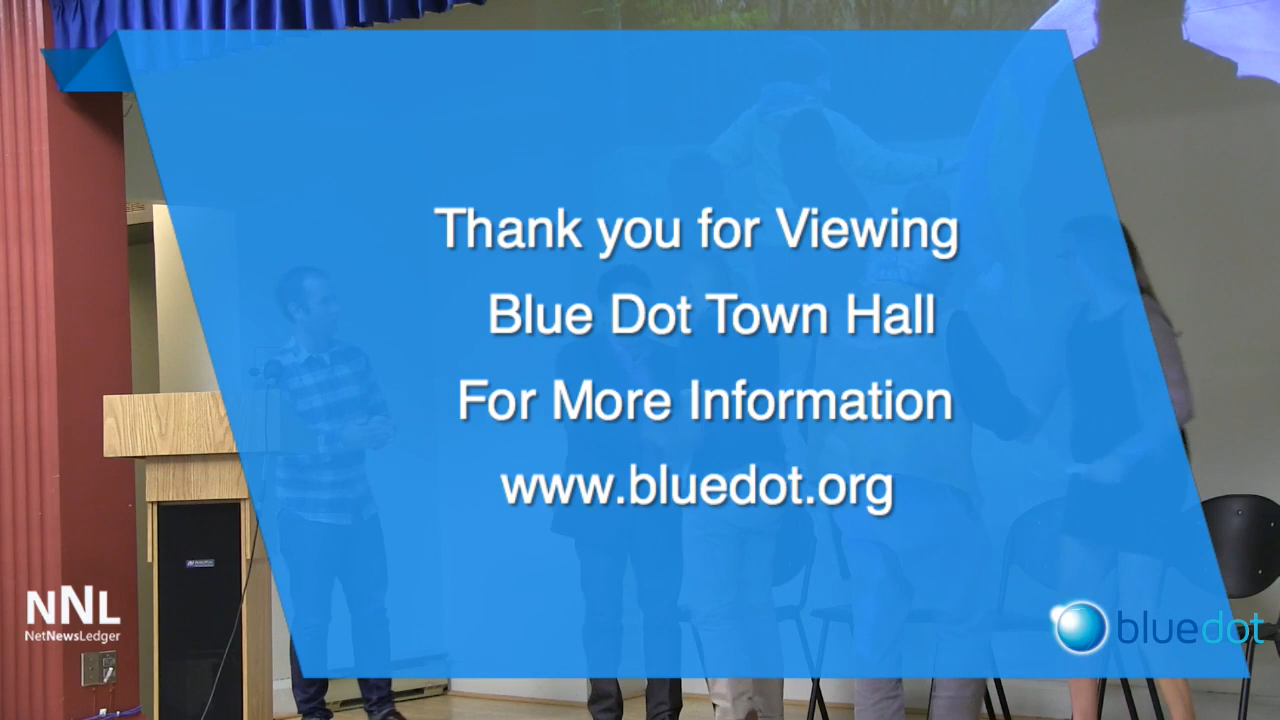 Thank you for Viewing
Blue Dot Town Hall
For More Information
www.bluedot.org
NNL
NetNewsLedger
bluedot